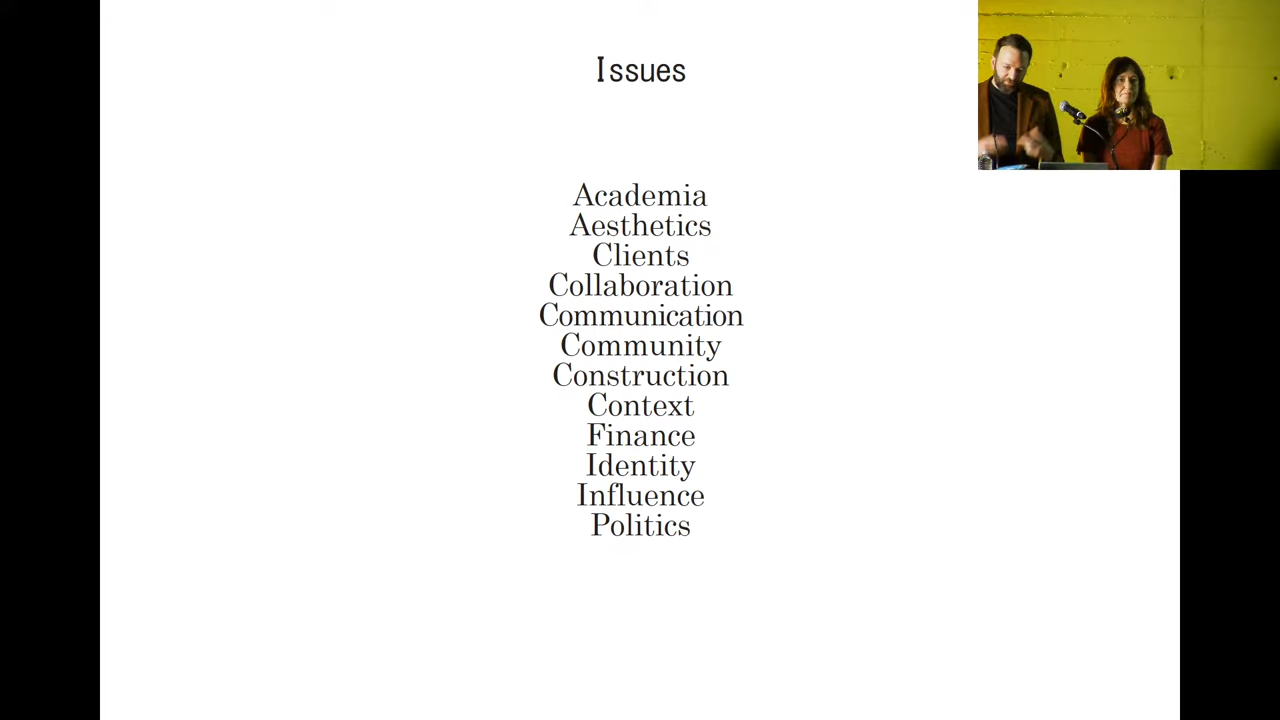 Issues
Academia
Aesthetics
Clients
Collaboration
Communication
Community
Construction
Context
Finance
Identity
Influence
Politics